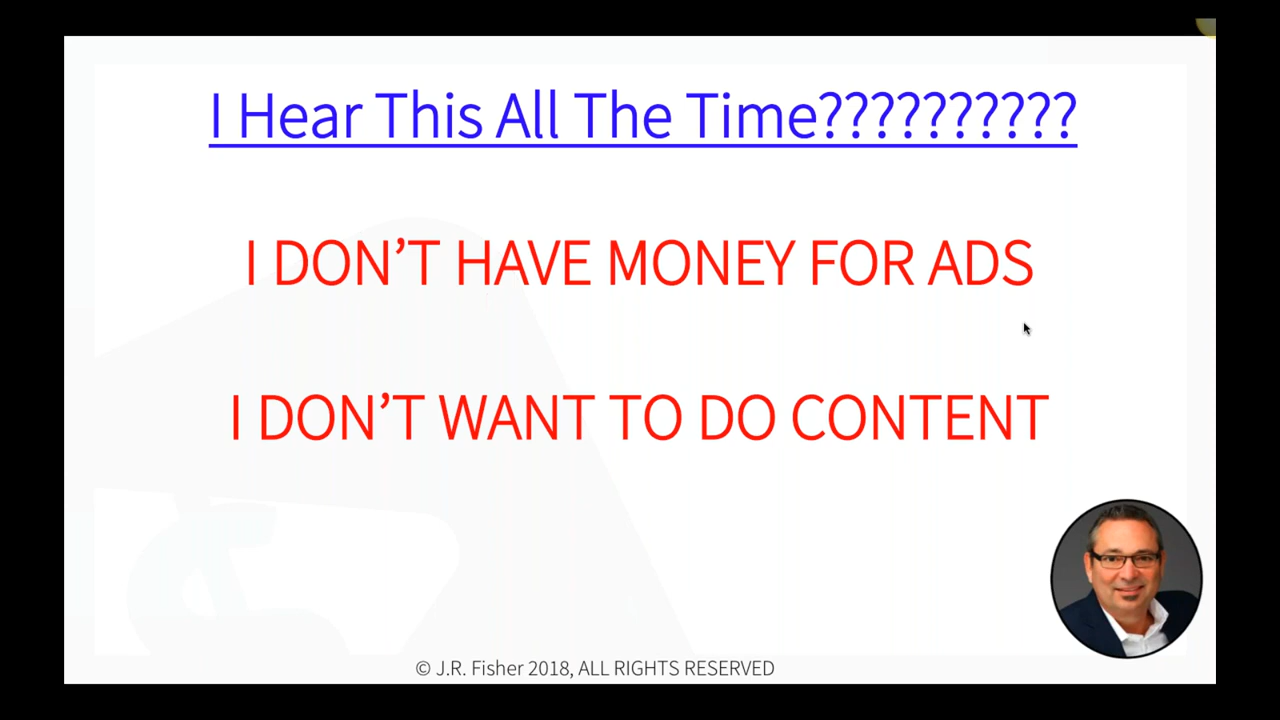 I Hear This All The Time??????????
I DON’T HAVE MONEY FOR ADS
I DON’T WANT TO DO CONTENT
© J.R. Fisher 2018, ALL RIGHTS RESERVED